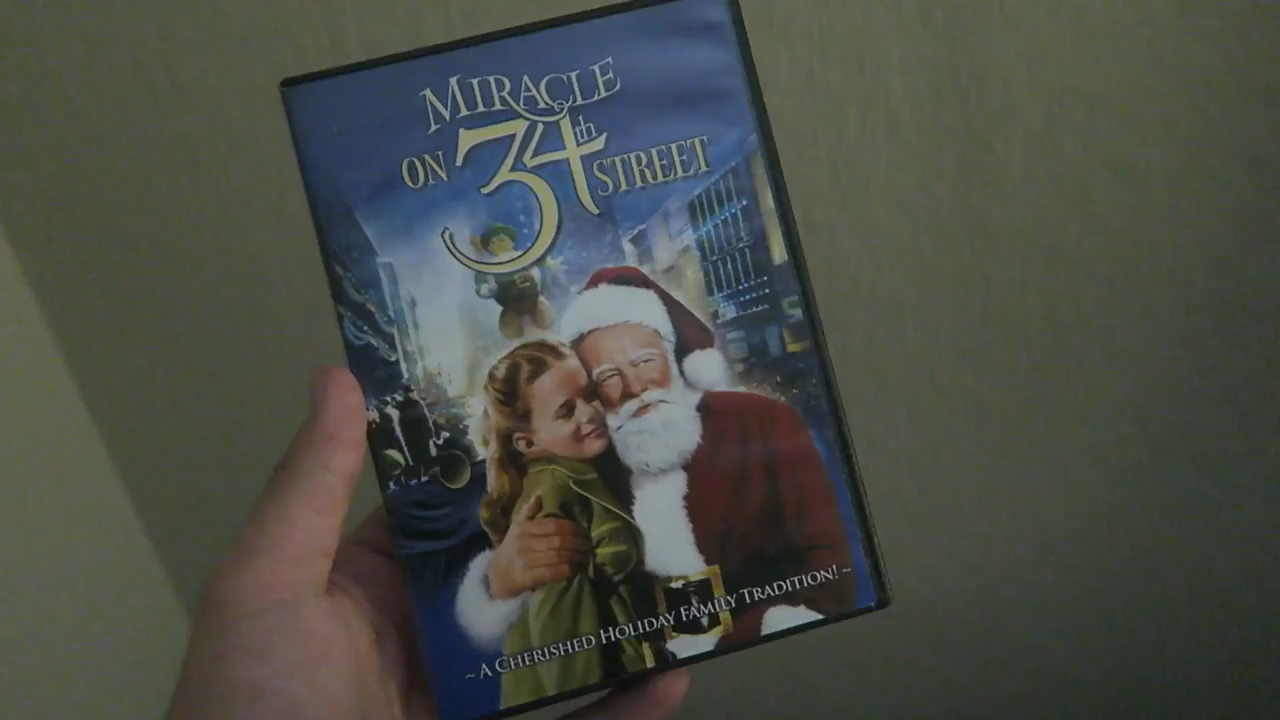 MIRACLE
ON 34th STREET
~ A CHERISHED HOLIDAY FAMILY TRADITION! ~